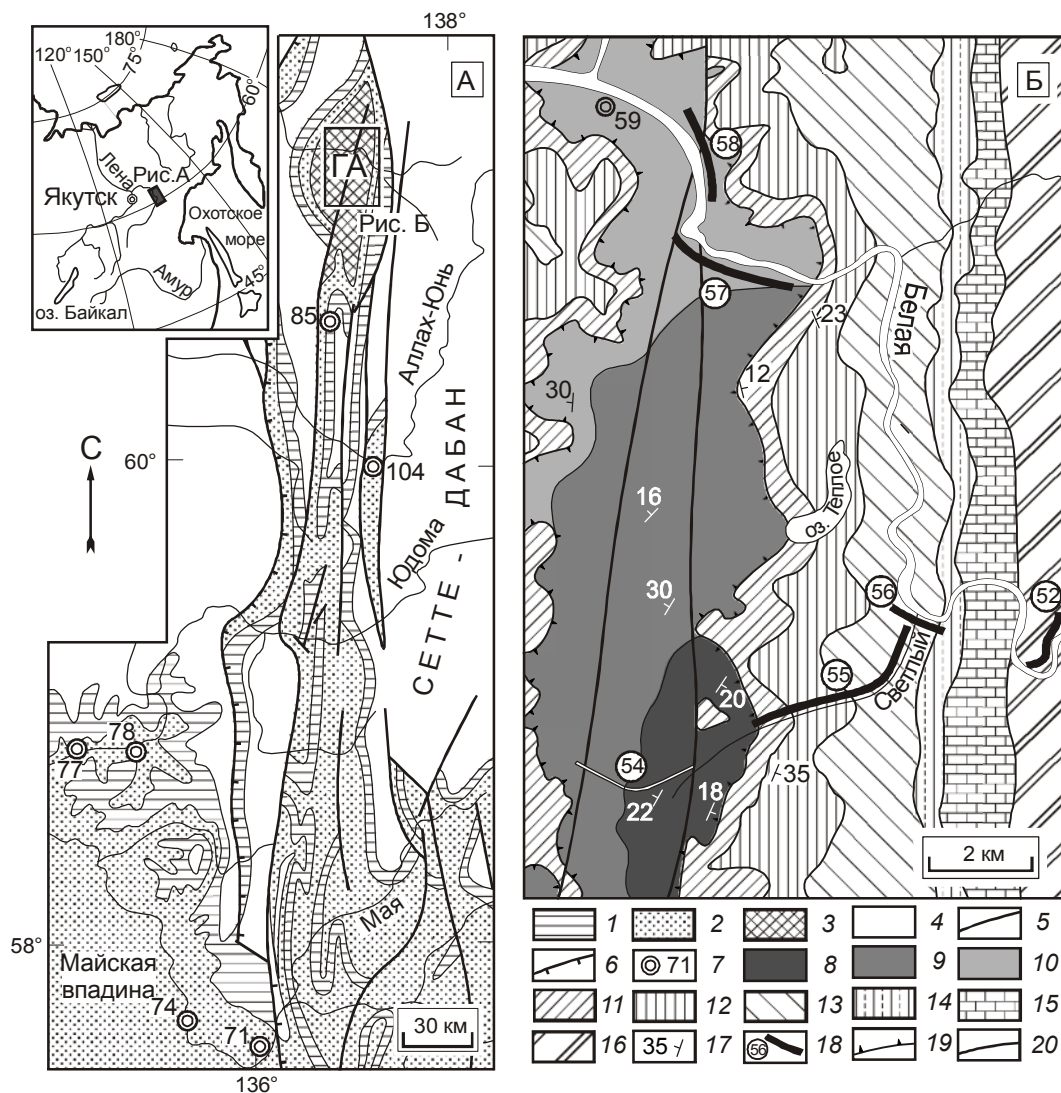 138°
180°
150°
120°
75°
60°
Лена
Рис.А
Якутск
Охотское
море
Амур
45°
оз. Байкал
А
ГА
Рис. Б
85
Аллах-Юнь
С
60°
104
Юдома
СЕТТЕ - ДАБАН
78
77
Мая
58°
Майская
впадина
74
71
30 км
136°
Б
59
58
57
Белая
23
12
30
16
оз. Теплое
30
56
52
Светлый
55
20
54
35
22
18
2 км
1 2 3 4 5
6 71 7 8 9 10
11 12 13 14 15
16 35 17 56 18 19 20